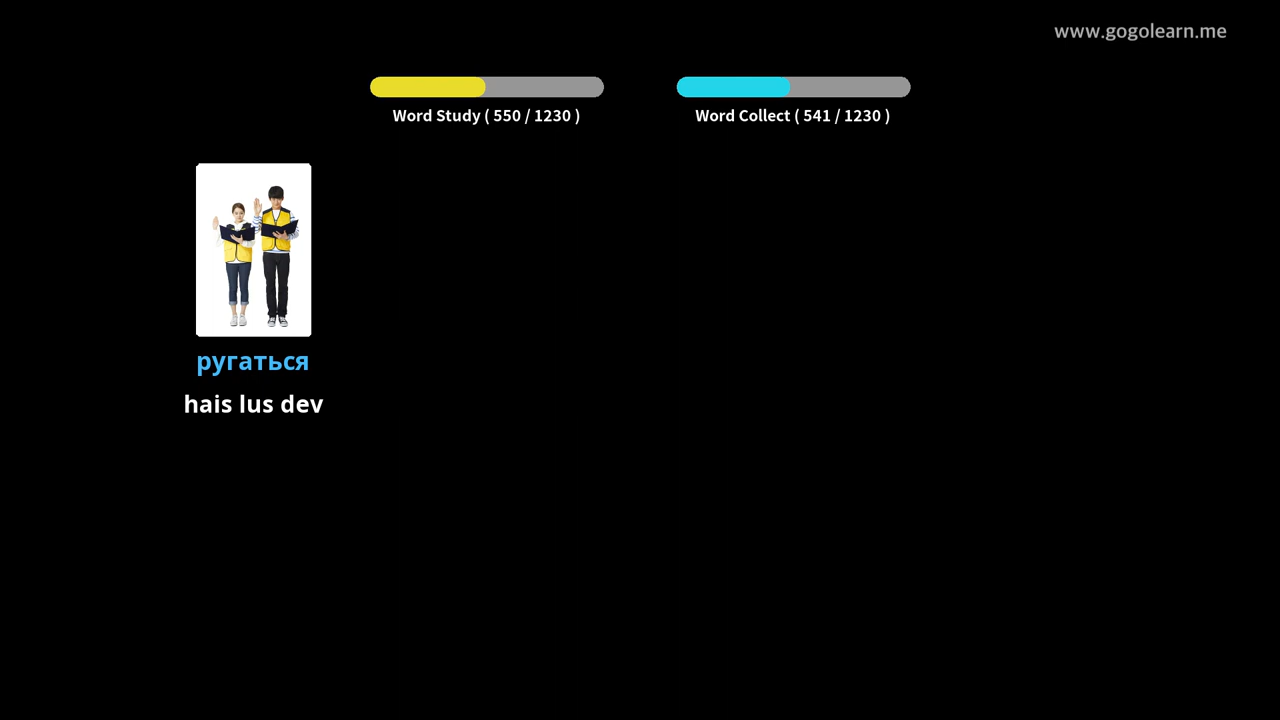 www.gogolearn.me
Word Study ( 550 / 1230 )
Word Collect ( 541 / 1230 )
ругаться
hais lus dev